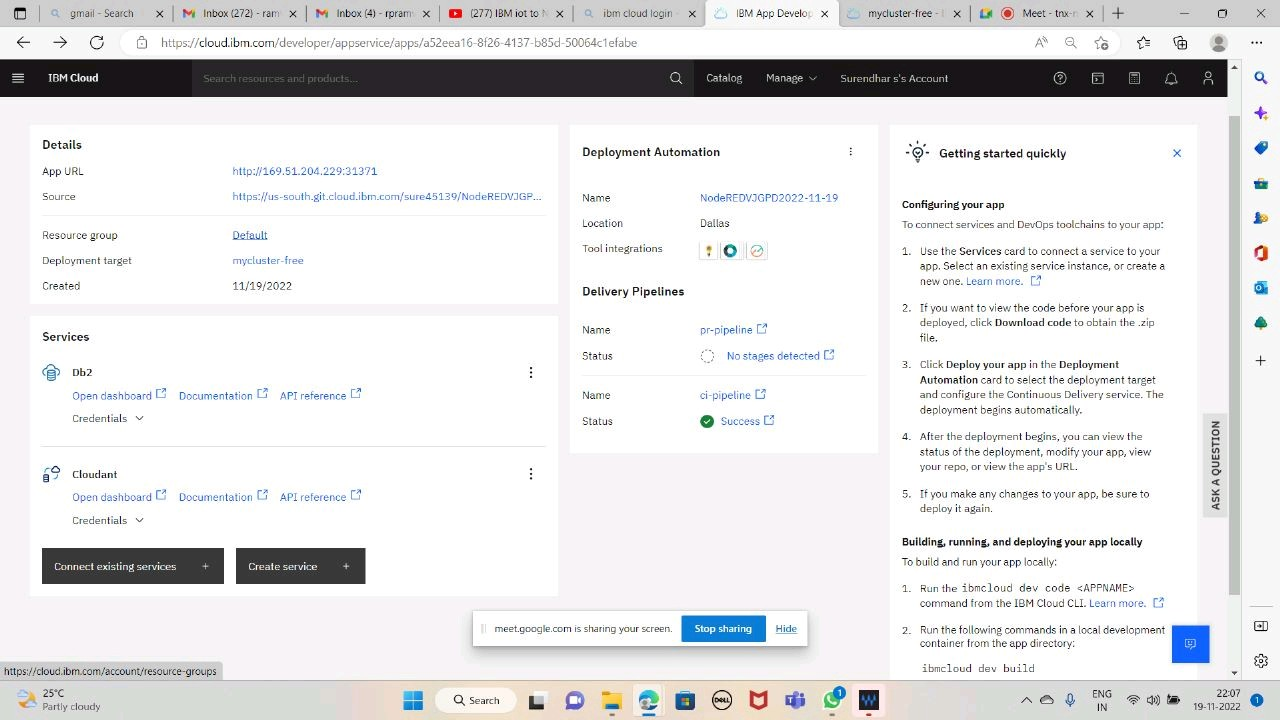 gmail - Search
Inbox (272) - ram
Inbox (4) - rpram
(277) IBM iot to N
ibm cloud login -
IBM App Develop
mycluster-free - I
Meet - tnx-n
https://cloud.ibm.com/developer/appservice/apps/a52eea16-8f26-4137-b85d-50064c1efabe
IBM Cloud
Search resources and products...
Catalog
Manage
Surendhar s's Account
Details
App URL
http://169.51.204.229:31371
Source
https://us-south.git.cloud.ibm.com/sure45139/NodeREDVJGP...
Resource group
Default
Deployment target
mycluster-free
Created
11/19/2022
Services
Db2
Open dashboard
Documentation
API reference
Credentials
Cloudant
Open dashboard
Documentation
API reference
Credentials
Connect existing services +
Create service +
Deployment Automation
Name
NodeREDVJGPD2022-11-19
Location
Dallas
Tool integrations
Delivery Pipelines
Name
pr-pipeline
Status
No stages detected
Name
ci-pipeline
Status
Success
Getting started quickly
Configuring your app
To connect services and DevOps toolchains to your app:
1. Use the Services card to connect a service to your
app. Select an existing service instance, or create a
new one. Learn more.
2. If you want to view the code before your app is
deployed, click Download code to obtain the .zip
file.
3. Click Deploy your app in the Deployment
Automation card to select the deployment target
and configure the Continuous Delivery service. The
deployment begins automatically.
4. After the deployment begins, you can view the
status of the deployment, modify your app, view
your repo, or view the app's URL.
5. If you make any changes to your app, be sure to
deploy it again.
Building, running, and deploying your app locally
To build and run your app locally:
1. Run the ibmcloud dev code <APPNAME>
command from the IBM Cloud CLI. Learn more.
2. Run the following commands in a local development
container from the app directory:
ibmcloud dev build
ASK A QUESTION
meet.google.com is sharing your screen.
Stop sharing
Hide
https://cloud.ibm.com/account/resource-groups
25°C
Partly cloudy
Search
DELL
1
ENG
IN
22:07
19-11-2022
1